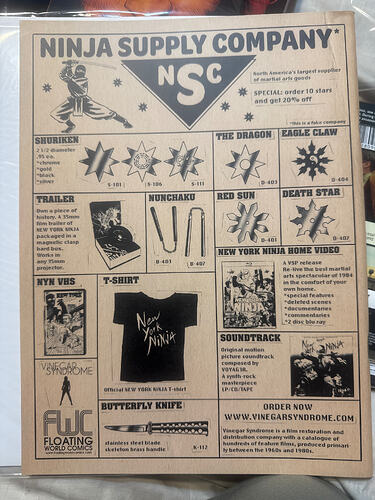 NINJA SUPPLY COMPANY*
NSC
North America's largest supplier
of martial arts goods
SPECIAL: order 10 stars
and get 20% off
*this is a fake company
SHURIKEN
2 1/2 diameter
.95 ea.
*chrome
*gold
*black
*silver
S-101
S-106
S-111
THE DRAGON
D-403
EAGLE CLAW
D-404
TRAILER
Own a piece of
history. A 35mm
film trailer of
NEW YORK NINJA
packaged in a
magnetic clasp
hard box.
Works in
any 35mm
projector.
NUNCHAKU
B-401
B-407
RED SUN
D-401
DEATH STAR
D-402
NEW YORK NINJA HOME VIDEO
A VSP release
Re-live the best martial
arts spectacular of 1984
in the comfort of your
own home.
*special features
*deleted scenes
*documentaries
*commentaries
*2 disc blu ray
NYN VHS
T-SHIRT
New
York
NiNJA
Official NEW YORK NINJA T-shirt
SOUNDTRACK
Original motion
picture soundtrack
composed by
VOYAG3R.
A synth-rock
masterpiece
LP/CD/TAPE
VINEGAR
SYNDROME
BUTTERFLY KNIFE
stainless steel blade
skeleton brass handle
K-117
FWC
FLOATING
WORLD COMICS
ORDER NOW
WWW.VINEGARSYNDROME.COM
Vinegar Syndrome is a film restoration and
distribution company with a catalogue of
hundreds of feature films, produced primari
ly between the 1960s and 1980s.